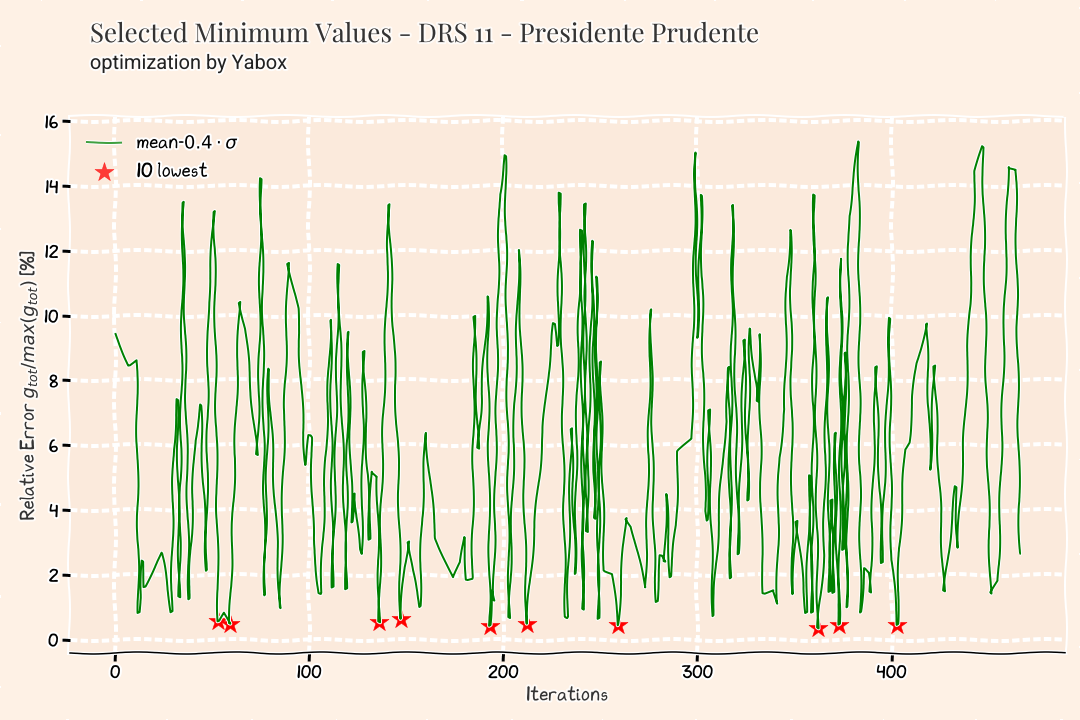 Selected Minimum Values - DRS 11 - Presidente Prudente
optimization by Yabox
mean-0.4 · σ
10 lowest
Relative Error g_tot/max(g_tot) [%]
16
14
12
10
8
6
4
2
0
0 100 200 300 400
Iterations